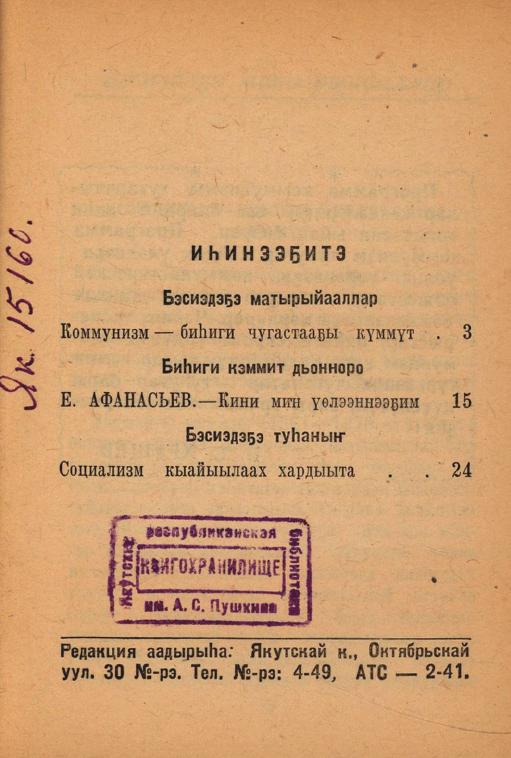 Як 15160.
ИҺИНЭЭҔИТЭ
Бэсиэдэҕэ матырыйааллар
Коммунизм — биһиги чугастааҕы күммүт . 3
Биһиги кэммит дьонноро
Е. АФАНАСЬЕВ.—Кини мин үөлээннээҕим 15
Бэсиэдэҕэ туһаныҥ
Социализм кыайыылаах хардыыта . . 24
Якутская
республиканская
библиотека
КНИГОХРАНИЛИЩЕ
им. А. С. Пушкина
Редакция аадырыһа: Якутскай к., Октябрьскай
уул. 30 №-рэ. Тел. №-рэ: 4-49, АТС — 2-41.